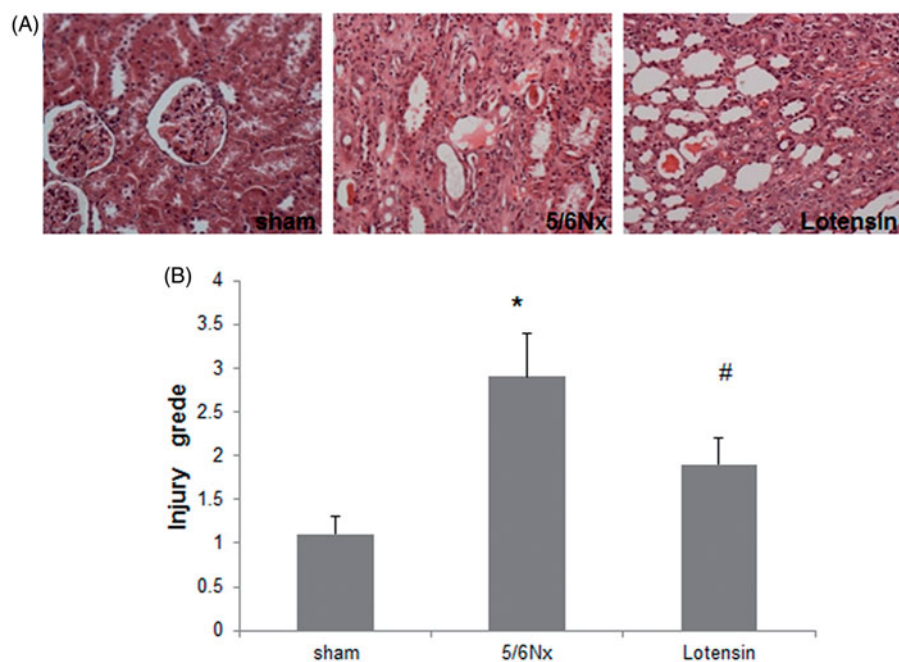 (A)
sham
5/6Nx
Lotensin
(B)
Injury grede
4
3.5
3
2.5
2
1.5
1
0.5
0
*
#
sham
5/6Nx
Lotensin